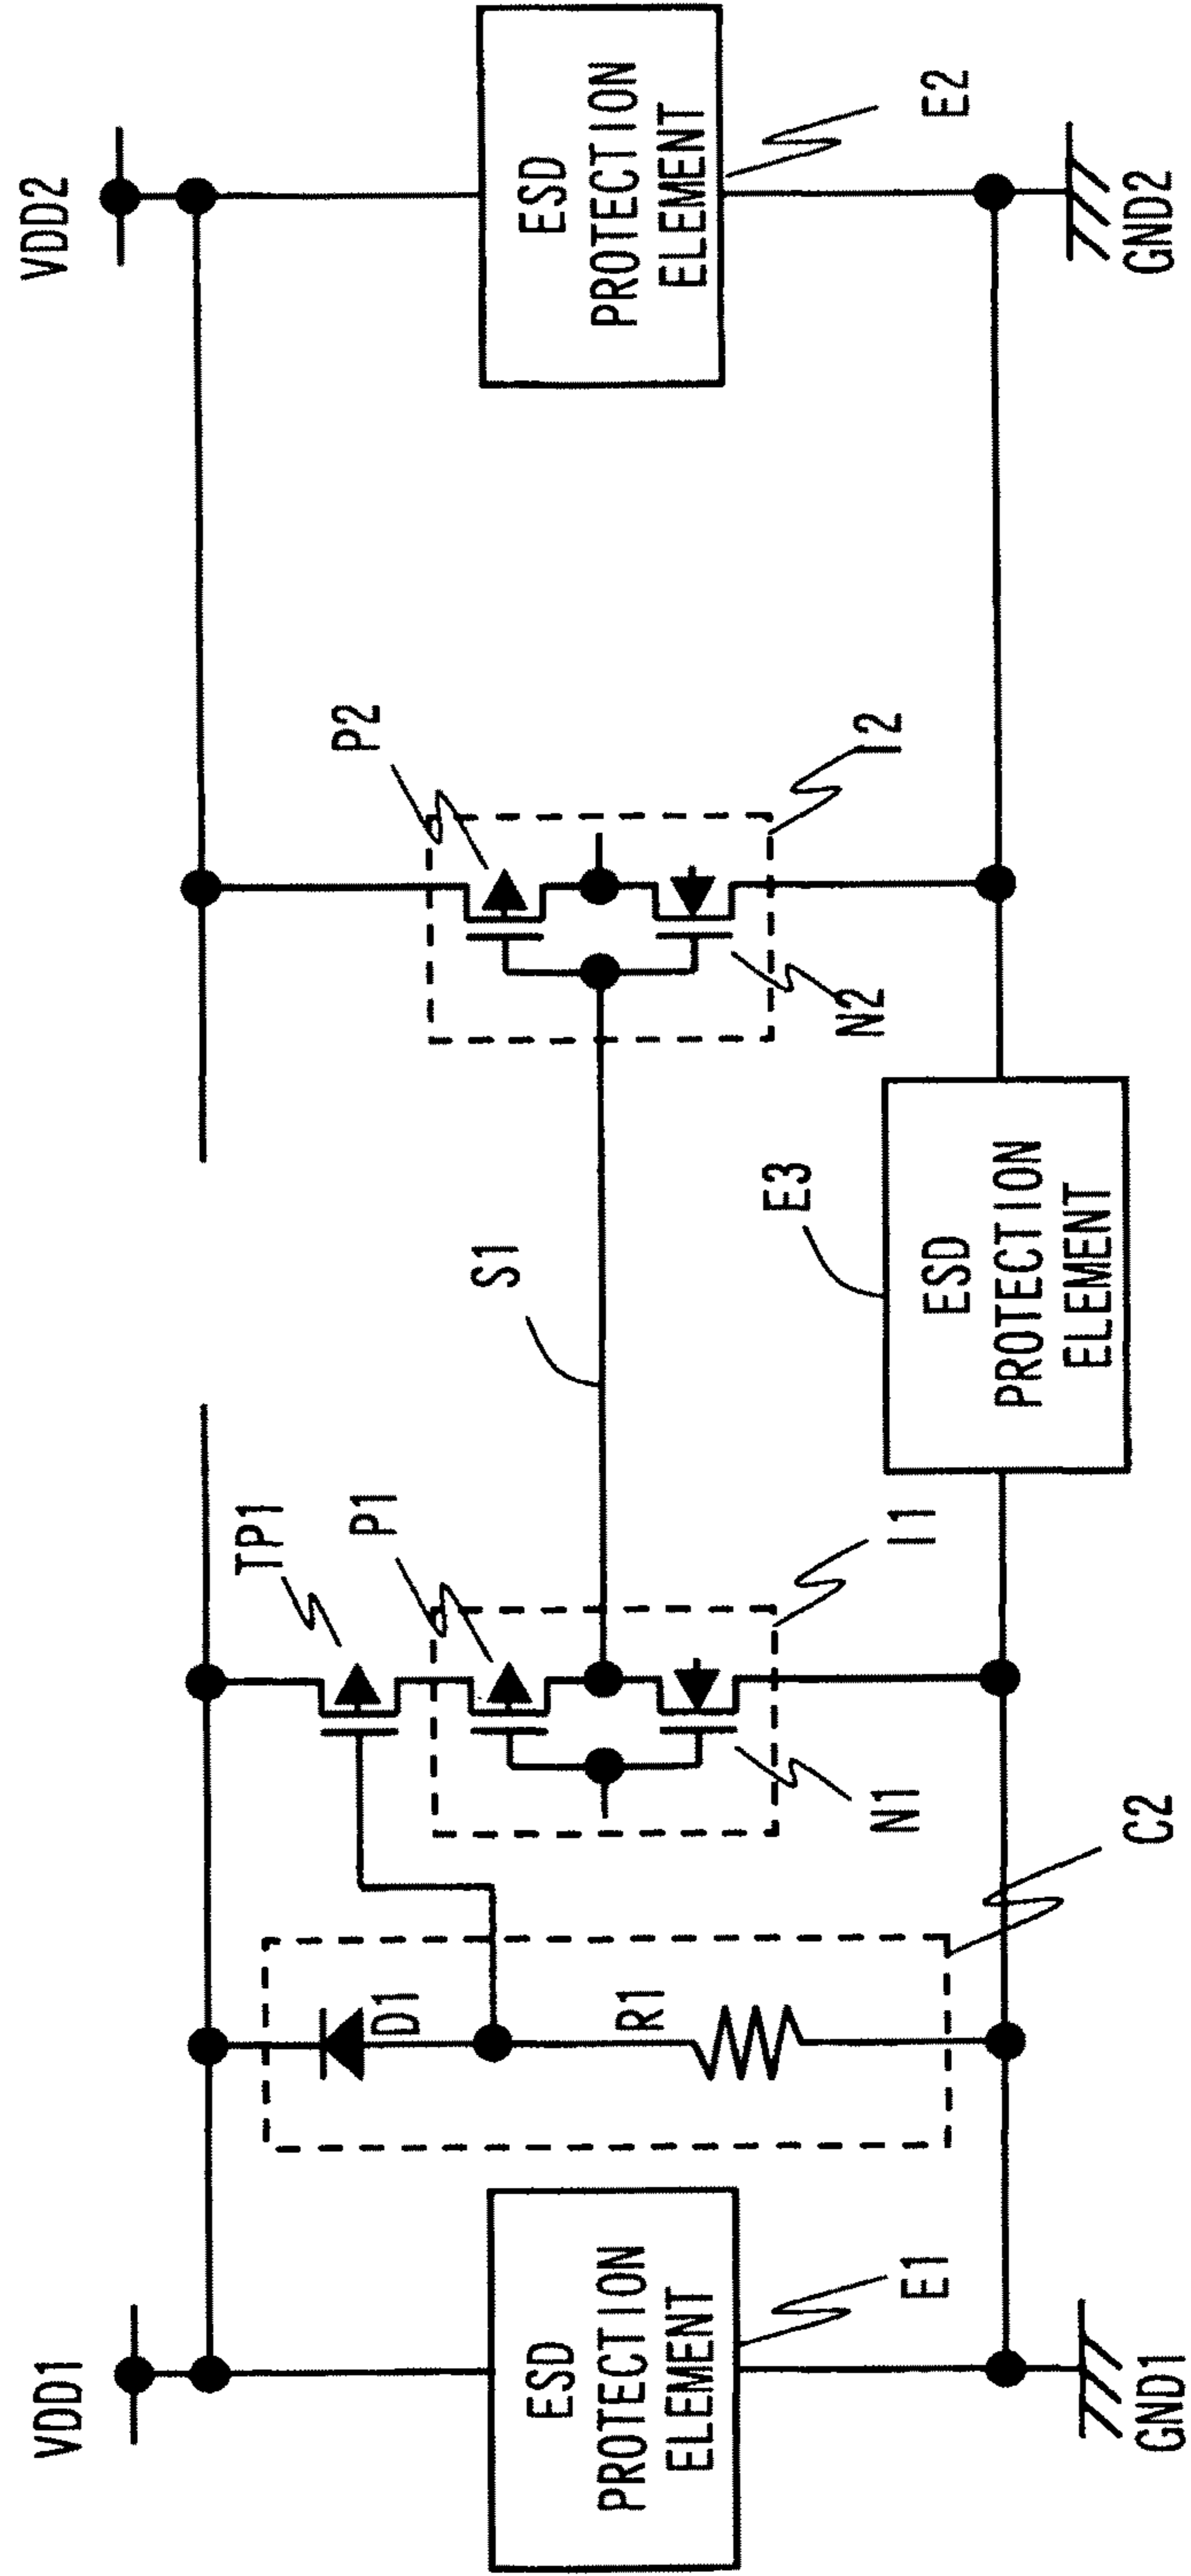 VDD1
VDD2
TP1
P1
P2
S1
D1
R1
ESD
PROTECTION
ELEMENT
E1
N1
I1
C2
E3
ESD
PROTECTION
ELEMENT
N2
I2
ESD
PROTECTION
ELEMENT
E2
GND1
GND2